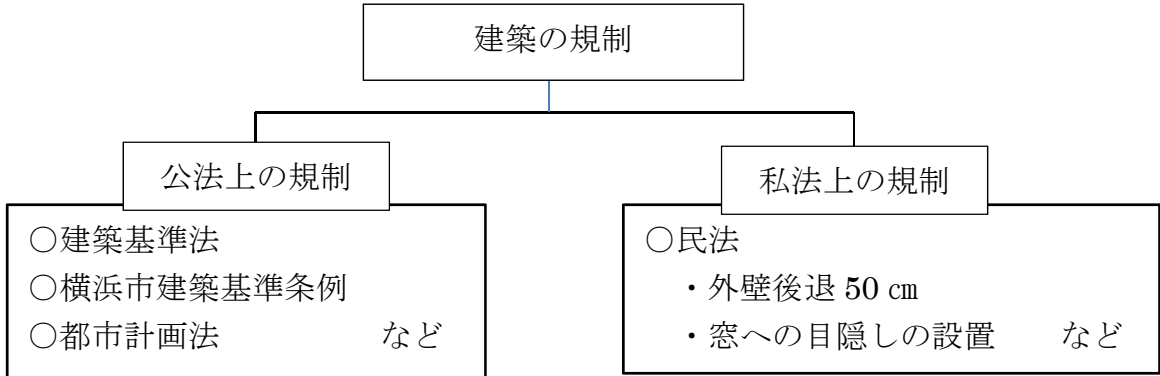 建築の規制
公法上の規制
○建築基準法
○横浜市建築基準条例
○都市計画法　　　　など
私法上の規制
○民法
・外壁後退 50 ㎝
・窓への目隠しの設置　　など